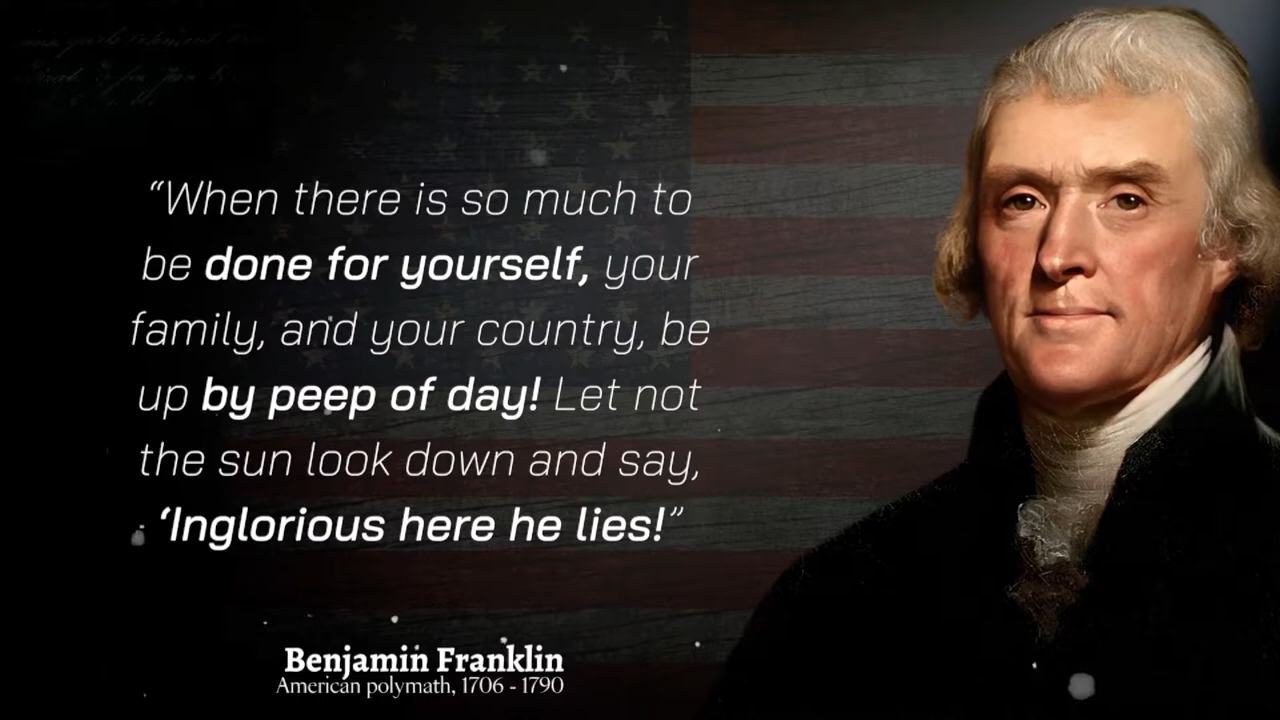 “When there is so much to
be done for yourself, your
family, and your country, be
up by peep of day! Let not
the sun look down and say,
‘Inglorious here he lies!”
Benjamin Franklin
American polymath, 1706 - 1790